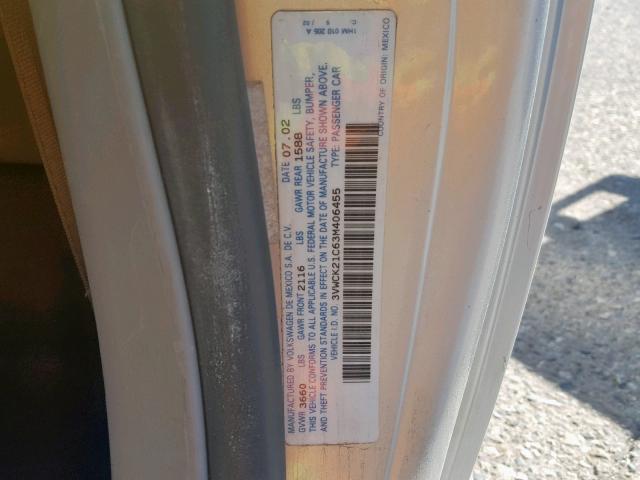 1HM 010 205 A
MANUFACTURED BY VOLKSWAGEN DE MEXICO S.A. DE C.V. DATE 07.02
GVWR 3660 LBS GAWR FRONT 2116 LBS GAWR REAR 1588 LBS
THIS VEHICLE CONFORMS TO ALL APPLICABLE U.S. FEDERAL MOTOR VEHICLE SAFETY, BUMPER,
AND THEFT PREVENTION STANDARDS IN EFFECT ON THE DATE OF MANUFACTURE SHOWN ABOVE.
VEHICLE I.D. NO. 3VWCK21C63M406455 TYPE: PASSENGER CAR
COUNTRY OF ORIGIN: MEXICO